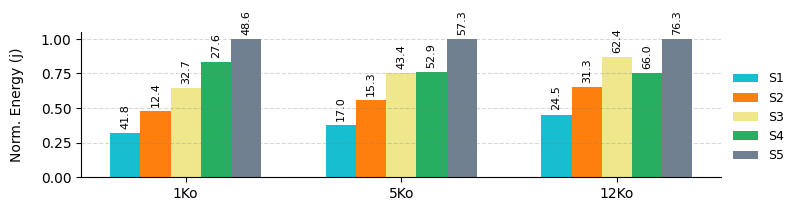 Norm. Energy (j)
1.00
0.75
0.50
0.25
0.00
41.8
12.4
32.7
27.6
48.6
17.0
15.3
43.4
52.9
57.3
24.5
31.3
62.4
66.0
76.3
1Ko
5Ko
12Ko
S1
S2
S3
S4
S5